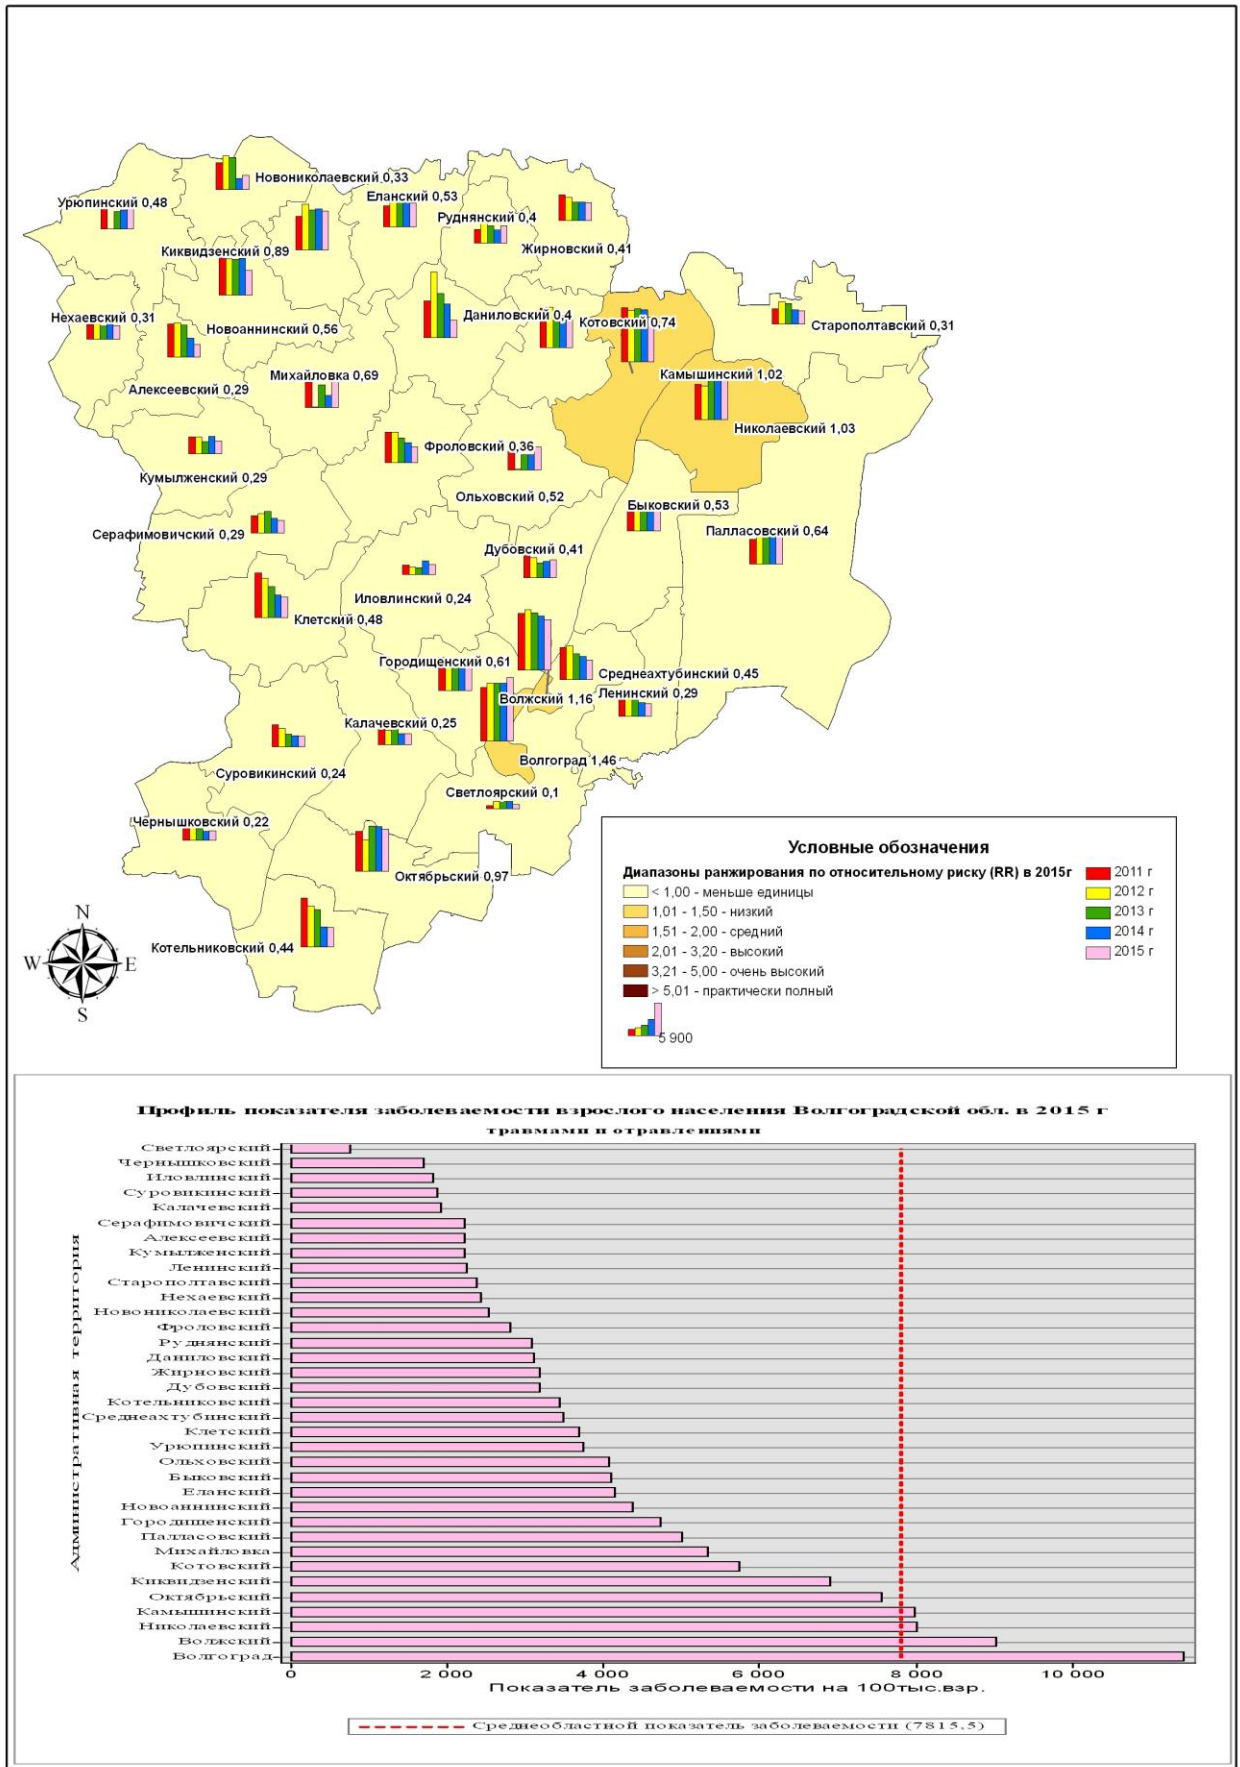 Новониколаевский 0,33
Урюпинский 0,48
Еланский 0,53
Руднянский 0,4
Жирновский 0,41
Киквидзенский 0,89
Нехаевский 0,31
Новоаннинский 0,56
Даниловский 0,4
Котовский 0,74
Старополтавский 0,31
Алексеевский 0,29
Михайловка 0,69
Камышинский 1,02
Николаевский 1,03
Фроловский 0,36
Кумылженский 0,29
Ольховский 0,52
Быковский 0,53
Серафимовичский 0,29
Палласовский 0,64
Дубовский 0,41
Иловлинский 0,24
Клетский 0,48
Городищенский 0,61
Среднеахтубинский 0,45
Волжский 1,16
Ленинский 0,29
Калачевский 0,25
Волгоград 1,46
Суровикинский 0,24
Светлоярский 0,1
Чернышковский 0,22
Октябрьский 0,97
Котельниковский 0,44
N
W
E
S
Условные обозначения
Диапазоны ранжирования по относительному риску (RR) в 2015г
< 1,00 - меньше единицы
1,01 - 1,50 - низкий
1,51 - 2,00 - средний
2,01 - 3,20 - высокий
3,21 - 5,00 - очень высокий
> 5,01 - практически полный
5 900
2011 г
2012 г
2013 г
2014 г
2015 г
Профиль показателя заболеваемости взрослого населения Волгоградской обл. в 2015 г
травмами и отравлениями
Административная территория
Светлоярский
Чернышковский
Иловлинский
Суровикинский
Калачевский
Серафимовичский
Алексеевский
Кумылженский
Ленинский
Старополтавский
Нехаевский
Новониколаевский
Фроловский
Руднянский
Даниловский
Жирновский
Дубовский
Котельниковский
Среднеахтубинский
Клетский
Урюпинский
Ольховский
Быковский
Еланский
Новоаннинский
Городищенский
Палласовский
Михайловка
Котовский
Киквидзенский
Октябрьский
Камышинский
Николаевский
Волжский
Волгоград
0 2 000 4 000 6 000 8 000 10 000
Показатель заболеваемости на 100тыс.взр.
Среднеобластной показатель заболеваемости (7815.5)